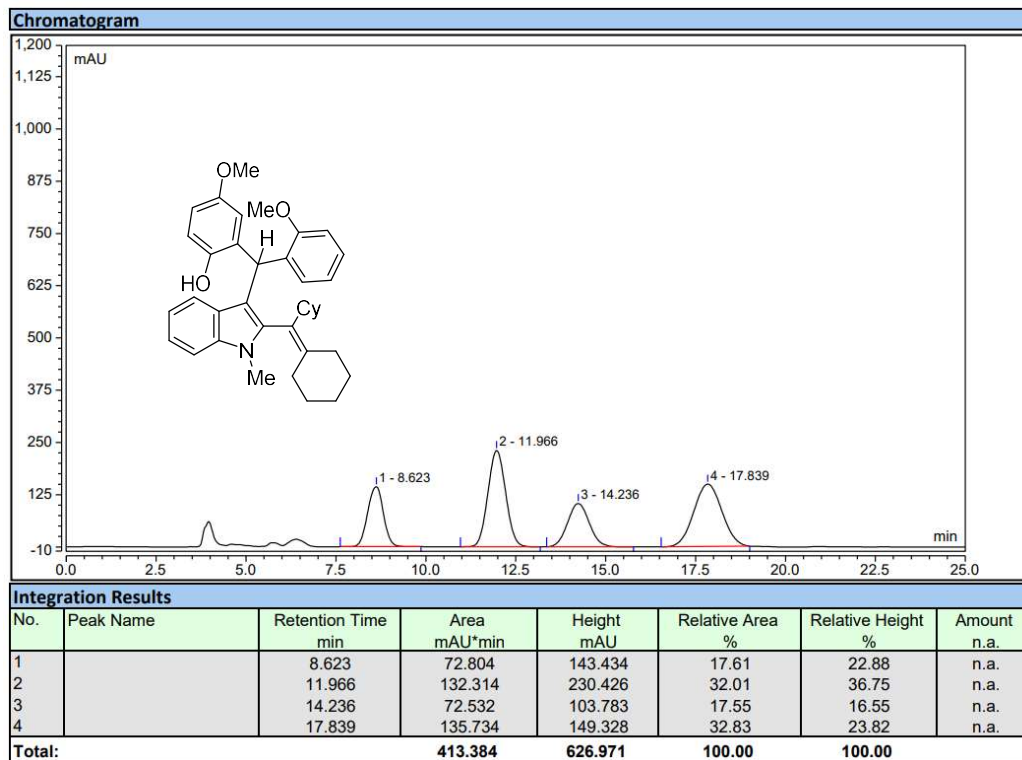 Chromatogram
1,200
mAU
1,125
1,000
875
750
625
500
375
250
125
-10
OMe
MeO
H
HO
Cy
N
Me
1 - 8.623
2 - 11.966
3 - 14.236
4 - 17.839
min
0.0 2.5 5.0 7.5 10.0 12.5 15.0 17.5 20.0 22.5 25.0
Integration Results
No. Peak Name Retention Time Area Height Relative Area Relative Height Amount
min mAU*min mAU % % n.a.
1 8.623 72.804 143.434 17.61 22.88 n.a.
2 11.966 132.314 230.426 32.01 36.75 n.a.
3 14.236 72.532 103.783 17.55 16.55 n.a.
4 17.839 135.734 149.328 32.83 23.82 n.a.
Total: 413.384 626.971 100.00 100.00